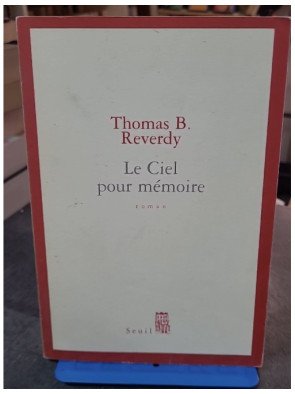 Thomas B.
Reverdy
Le Ciel
pour mémoire
roman
Seuil